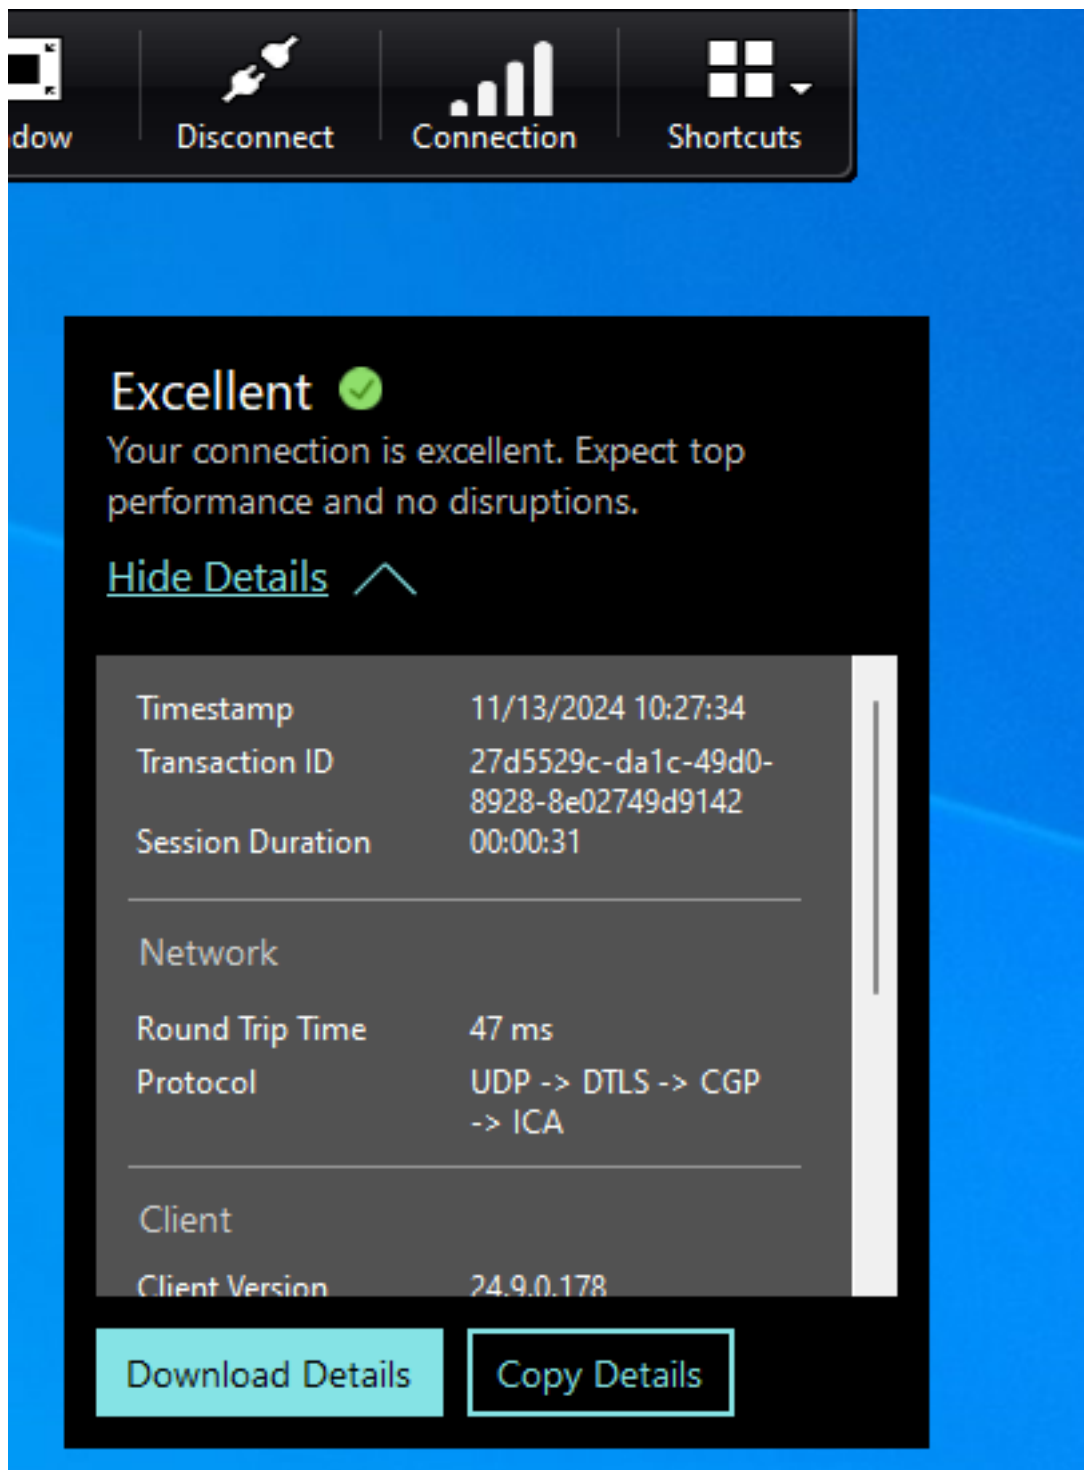 dow
Disconnect
Connection
Shortcuts
Excellent
Your connection is excellent. Expect top
performance and no disruptions.
Hide Details
Timestamp 11/13/2024 10:27:34
Transaction ID 27d5529c-da1c-49d0-
8928-8e02749d9142
Session Duration 00:00:31
Network
Round Trip Time 47 ms
Protocol UDP -> DTLS -> CGP
-> ICA
Client
Client Version 24.9.0.178
Download Details
Copy Details